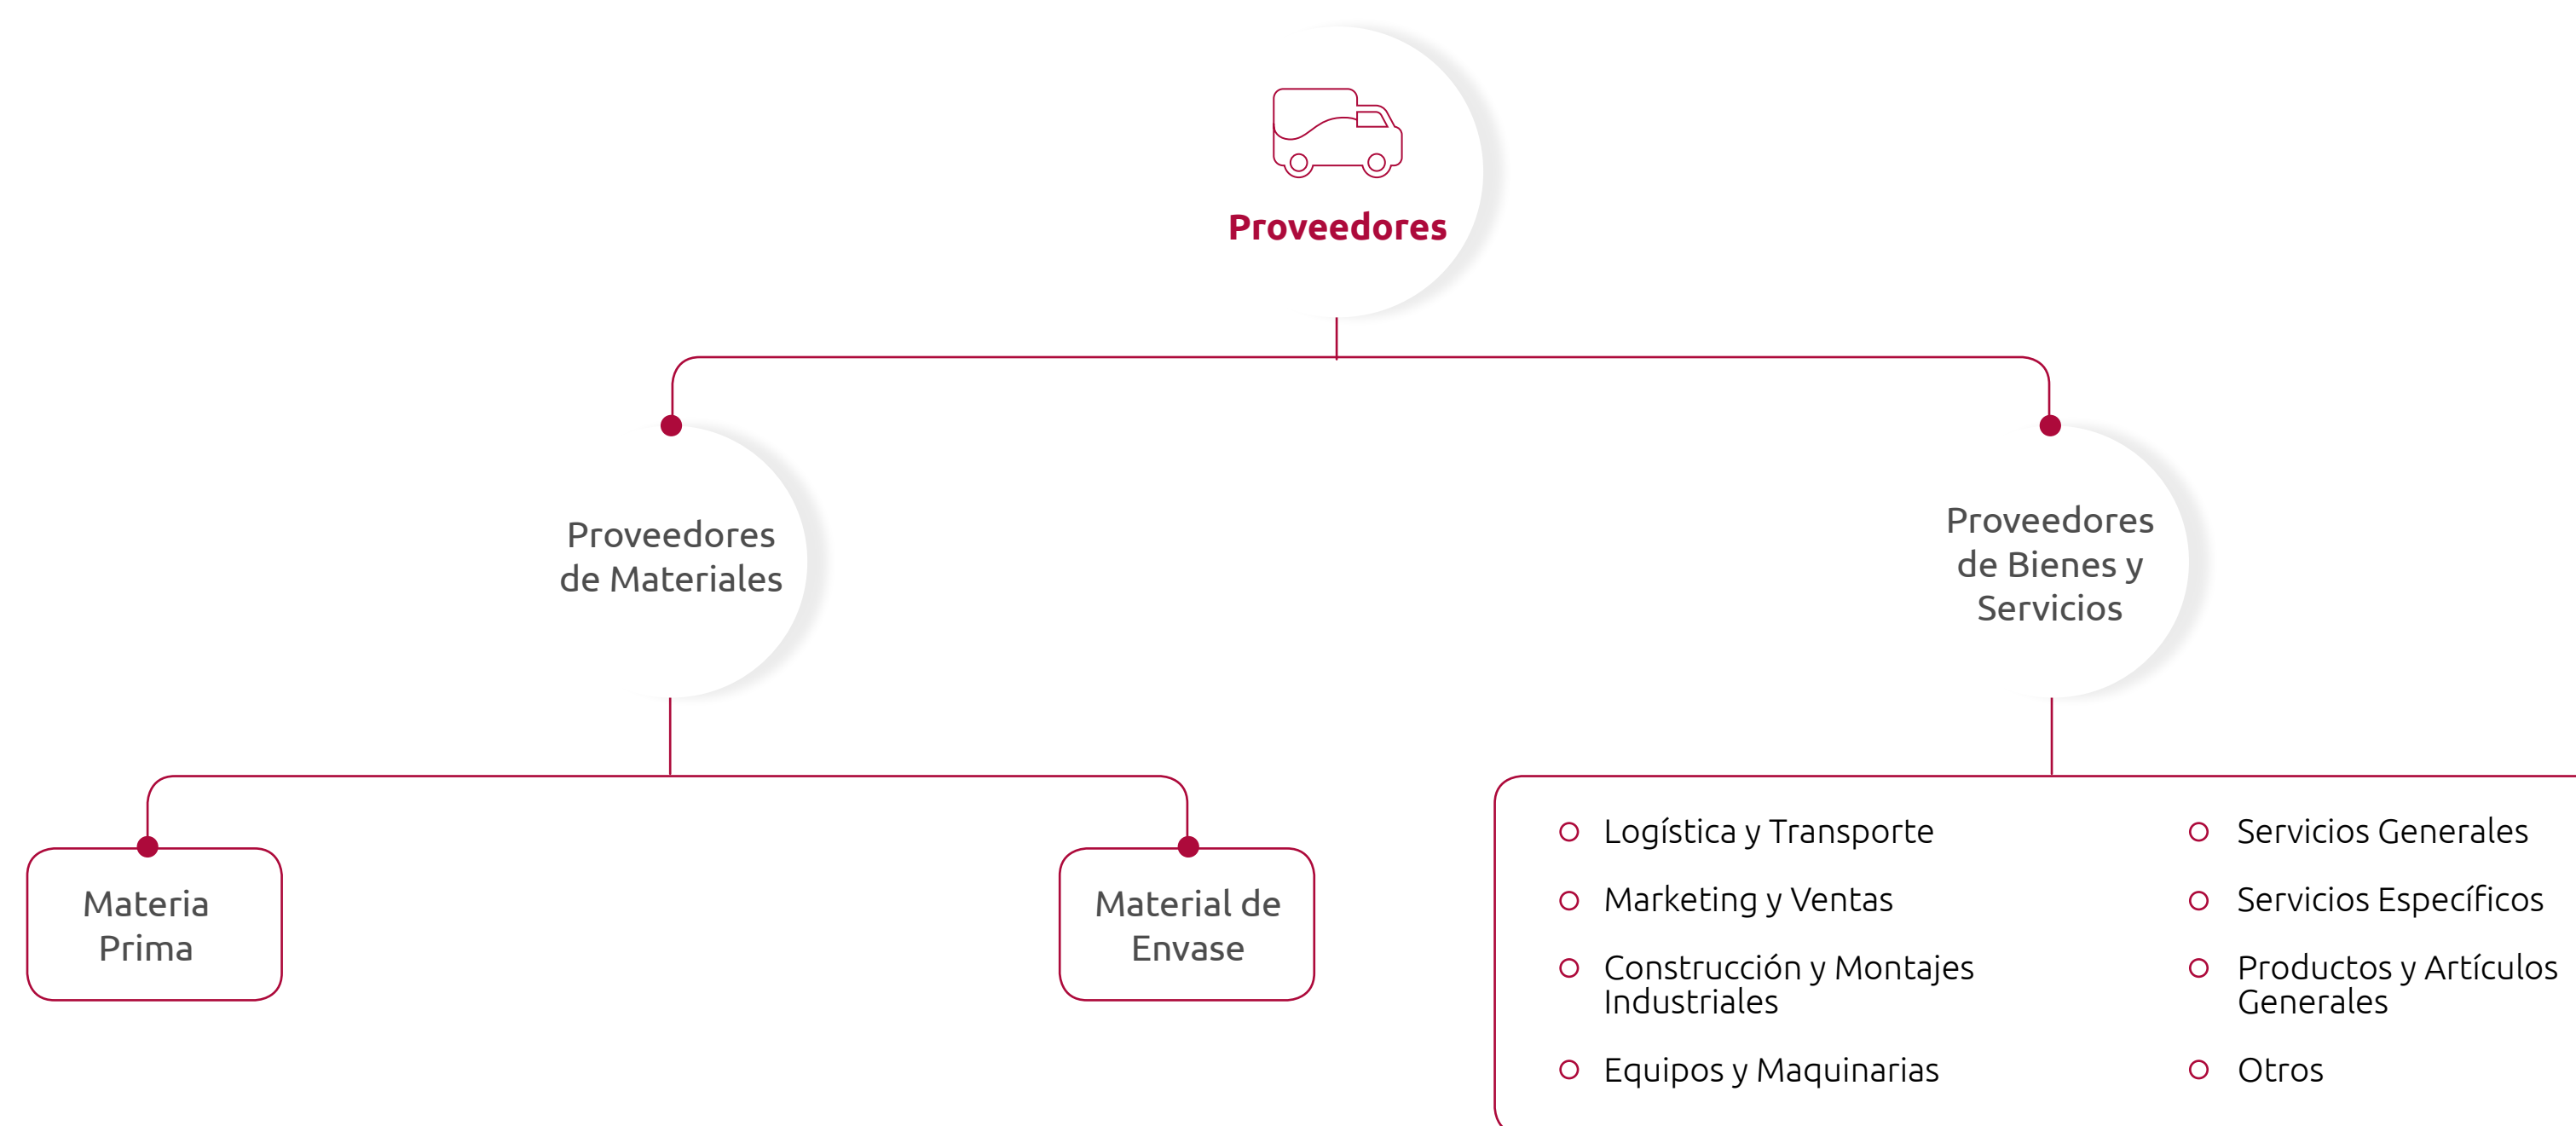 Proveedores
Proveedores
de Materiales
Proveedores
de Bienes y
Servicios
Materia
Prima
Material de
Envase
Logística y Transporte
Marketing y Ventas
Construcción y Montajes
Industriales
Equipos y Maquinarias
Servicios Generales
Servicios Específicos
Productos y Artículos
Generales
Otros